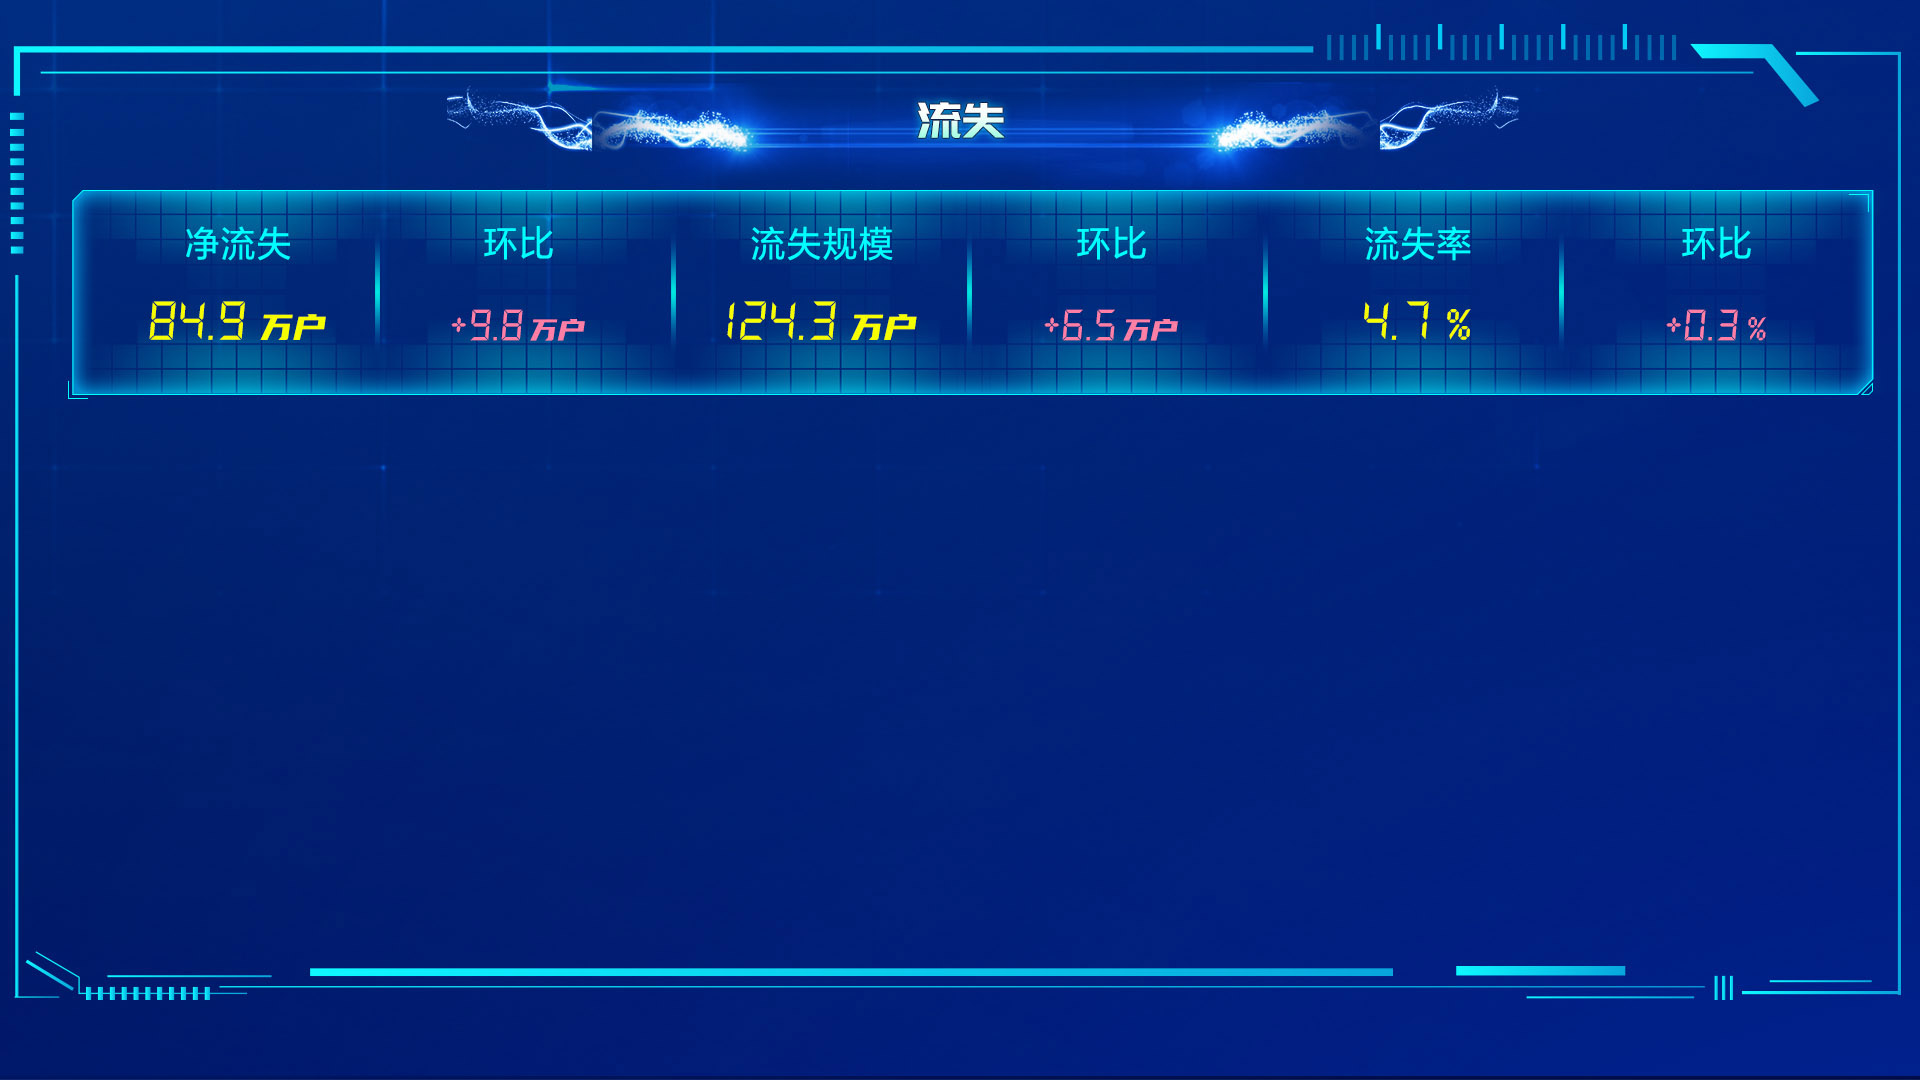 流失
净流失 环比 流失规模 环比 流失率 环比
84.9 万户 +9.8 万户 124.3 万户 +6.5 万户 4.7 % +0.3 %